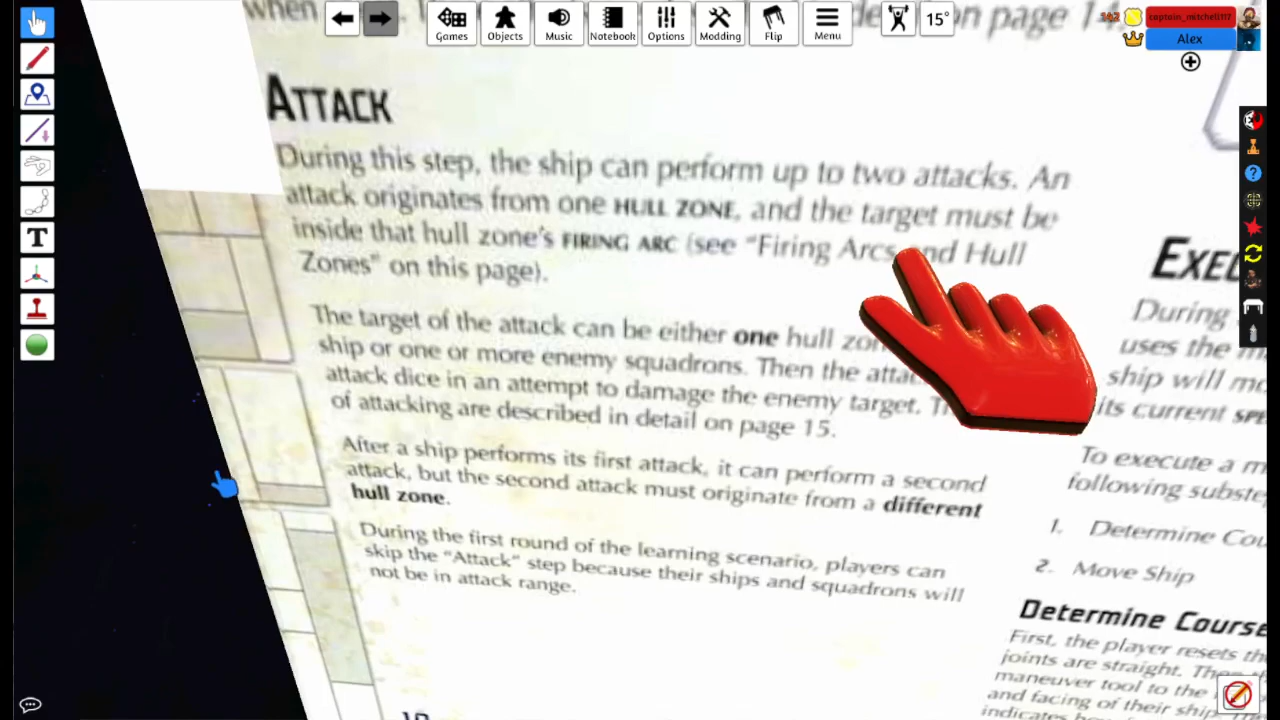 when
on page 1
Games
Objects
Music
Notebook
Options
Modding
Flip
Menu
15°
142
captain_mitchell117
Alex
T
ATTACK
During this step, the ship can perform up to two attacks. An
attack originates from one HULL ZONE, and the target must be
inside that hull zone's FIRING ARC (see "Firing Arcs and Hull
Zones" on this page).
The target of the attack can be either one hull
ship or one or more enemy squadrons. Then the
attack dice in an attempt to damage the enemy target.
of attacking are described in detail on page 15.
After a ship performs its first attack, it can perform a second
attack, but the second attack must originate from a different
hull zone.
During the first round of the learning scenario, players can
skip the "Attack" step because their ships and squadrons will
not be in attack range.
During
uses the
ship will
its current
To execute a
following
1. Determine
2. Move Ship
Determine Course
First, the player resets
joints are straight.
maneuver tool to the
and facing of their ship.
indicates